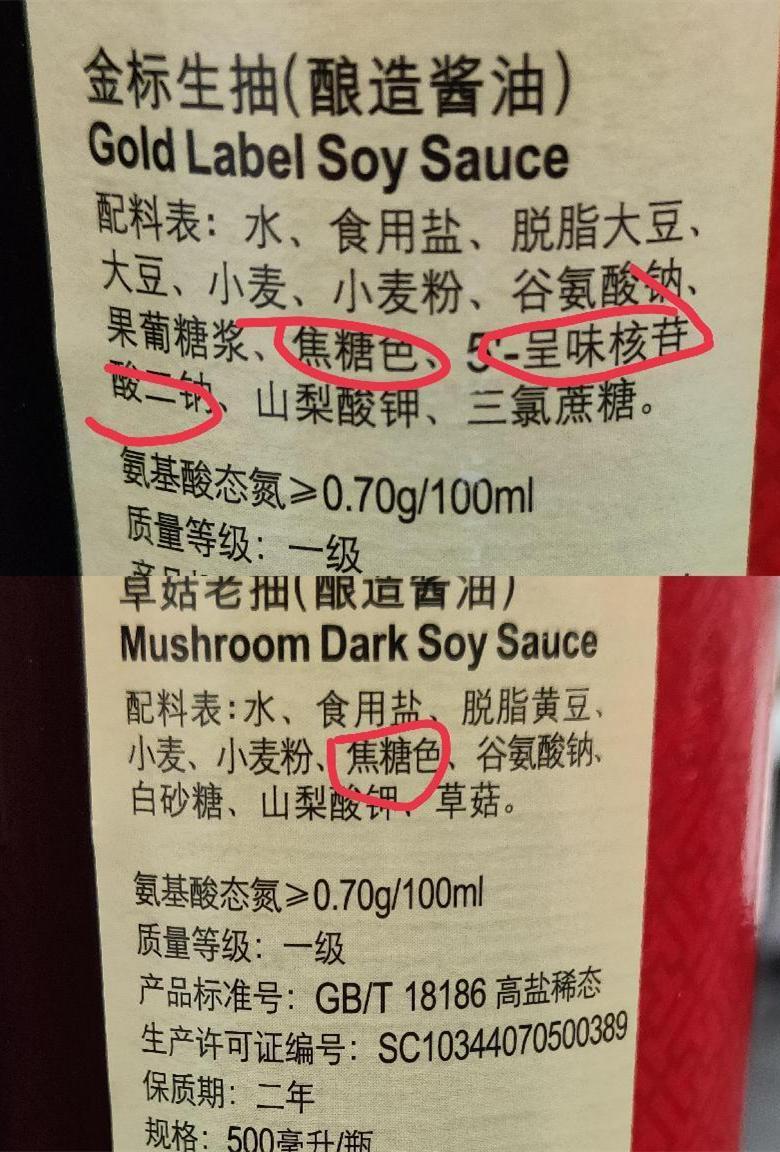 金标生抽(酿造酱油)
Gold Label Soy Sauce
配料表：水、食用盐、脱脂大豆、
大豆、小麦、小麦粉、谷氨酸钠、
果葡糖浆、焦糖色、5'-呈味核苷
酸二钠、山梨酸钾、三氯蔗糖。
氨基酸态氮≥0.70g/100ml
质量等级：一级
草菇老抽(酿造酱油)
Mushroom Dark Soy Sauce
配料表:水、食用盐、脱脂黄豆、
小麦、小麦粉、焦糖色、谷氨酸钠、
白砂糖、山梨酸钾、草菇。
氨基酸态氮≥0.70g/100ml
质量等级：一级
产品标准号：GB/T 18186 高盐稀态
生产许可证编号：SC10344070500389
保质期：二年
规格：500毫升/瓶